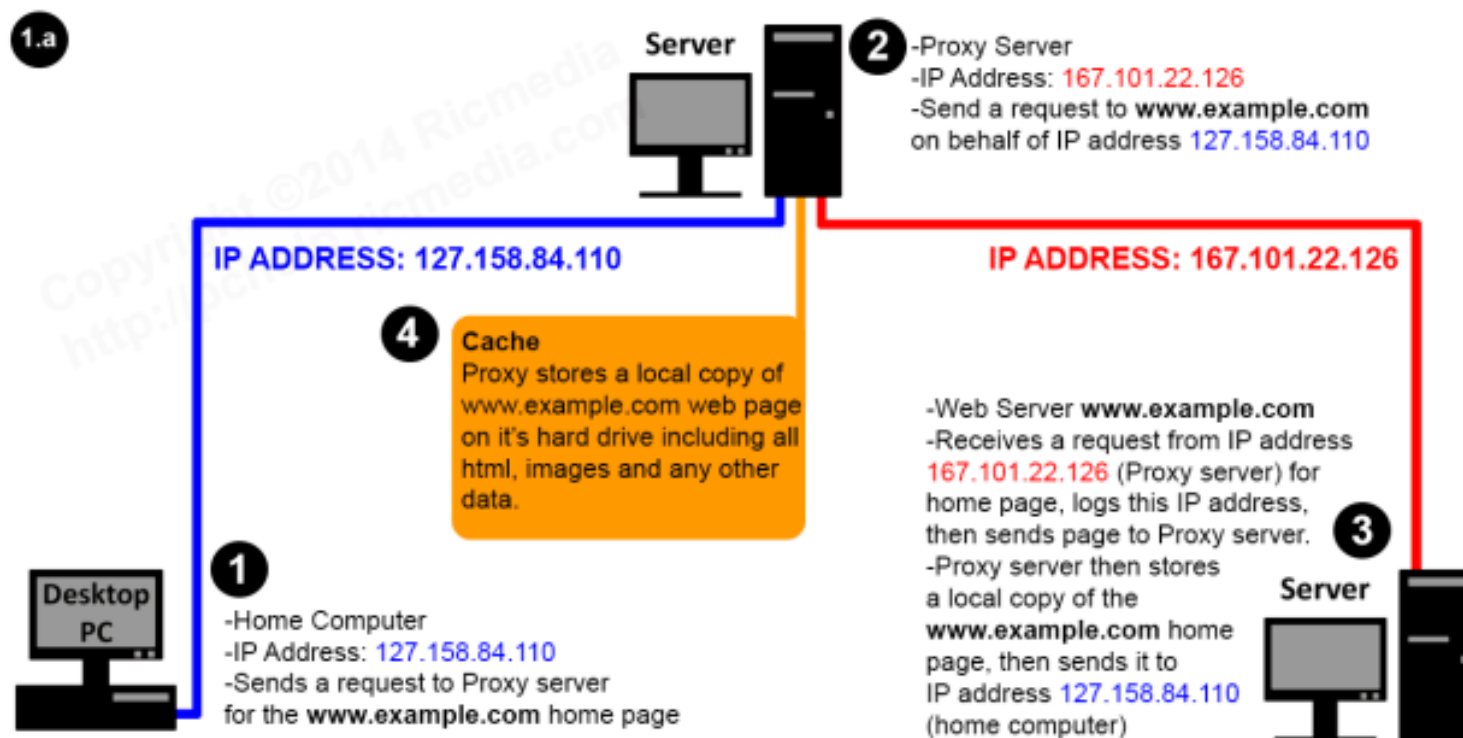 1.a
Server
2
-Proxy Server
-IP Address: 167.101.22.126
-Send a request to www.example.com
on behalf of IP address 127.158.84.110
Copyright ©2014 Ricmedia
IP ADDRESS: 127.158.84.110
IP ADDRESS: 167.101.22.126
4
Cache
Proxy stores a local copy of
www.example.com web page
on it's hard drive including all
html, images and any other
data.
-Web Server www.example.com
-Receives a request from IP address
167.101.22.126 (Proxy server) for
home page, logs this IP address,
then sends page to Proxy server.
-Proxy server then stores
a local copy of the
www.example.com home
page, then sends it to
IP address 127.158.84.110
(home computer)
3
Server
1
Desktop
PC
-Home Computer
-IP Address: 127.158.84.110
-Sends a request to Proxy server
for the www.example.com home page